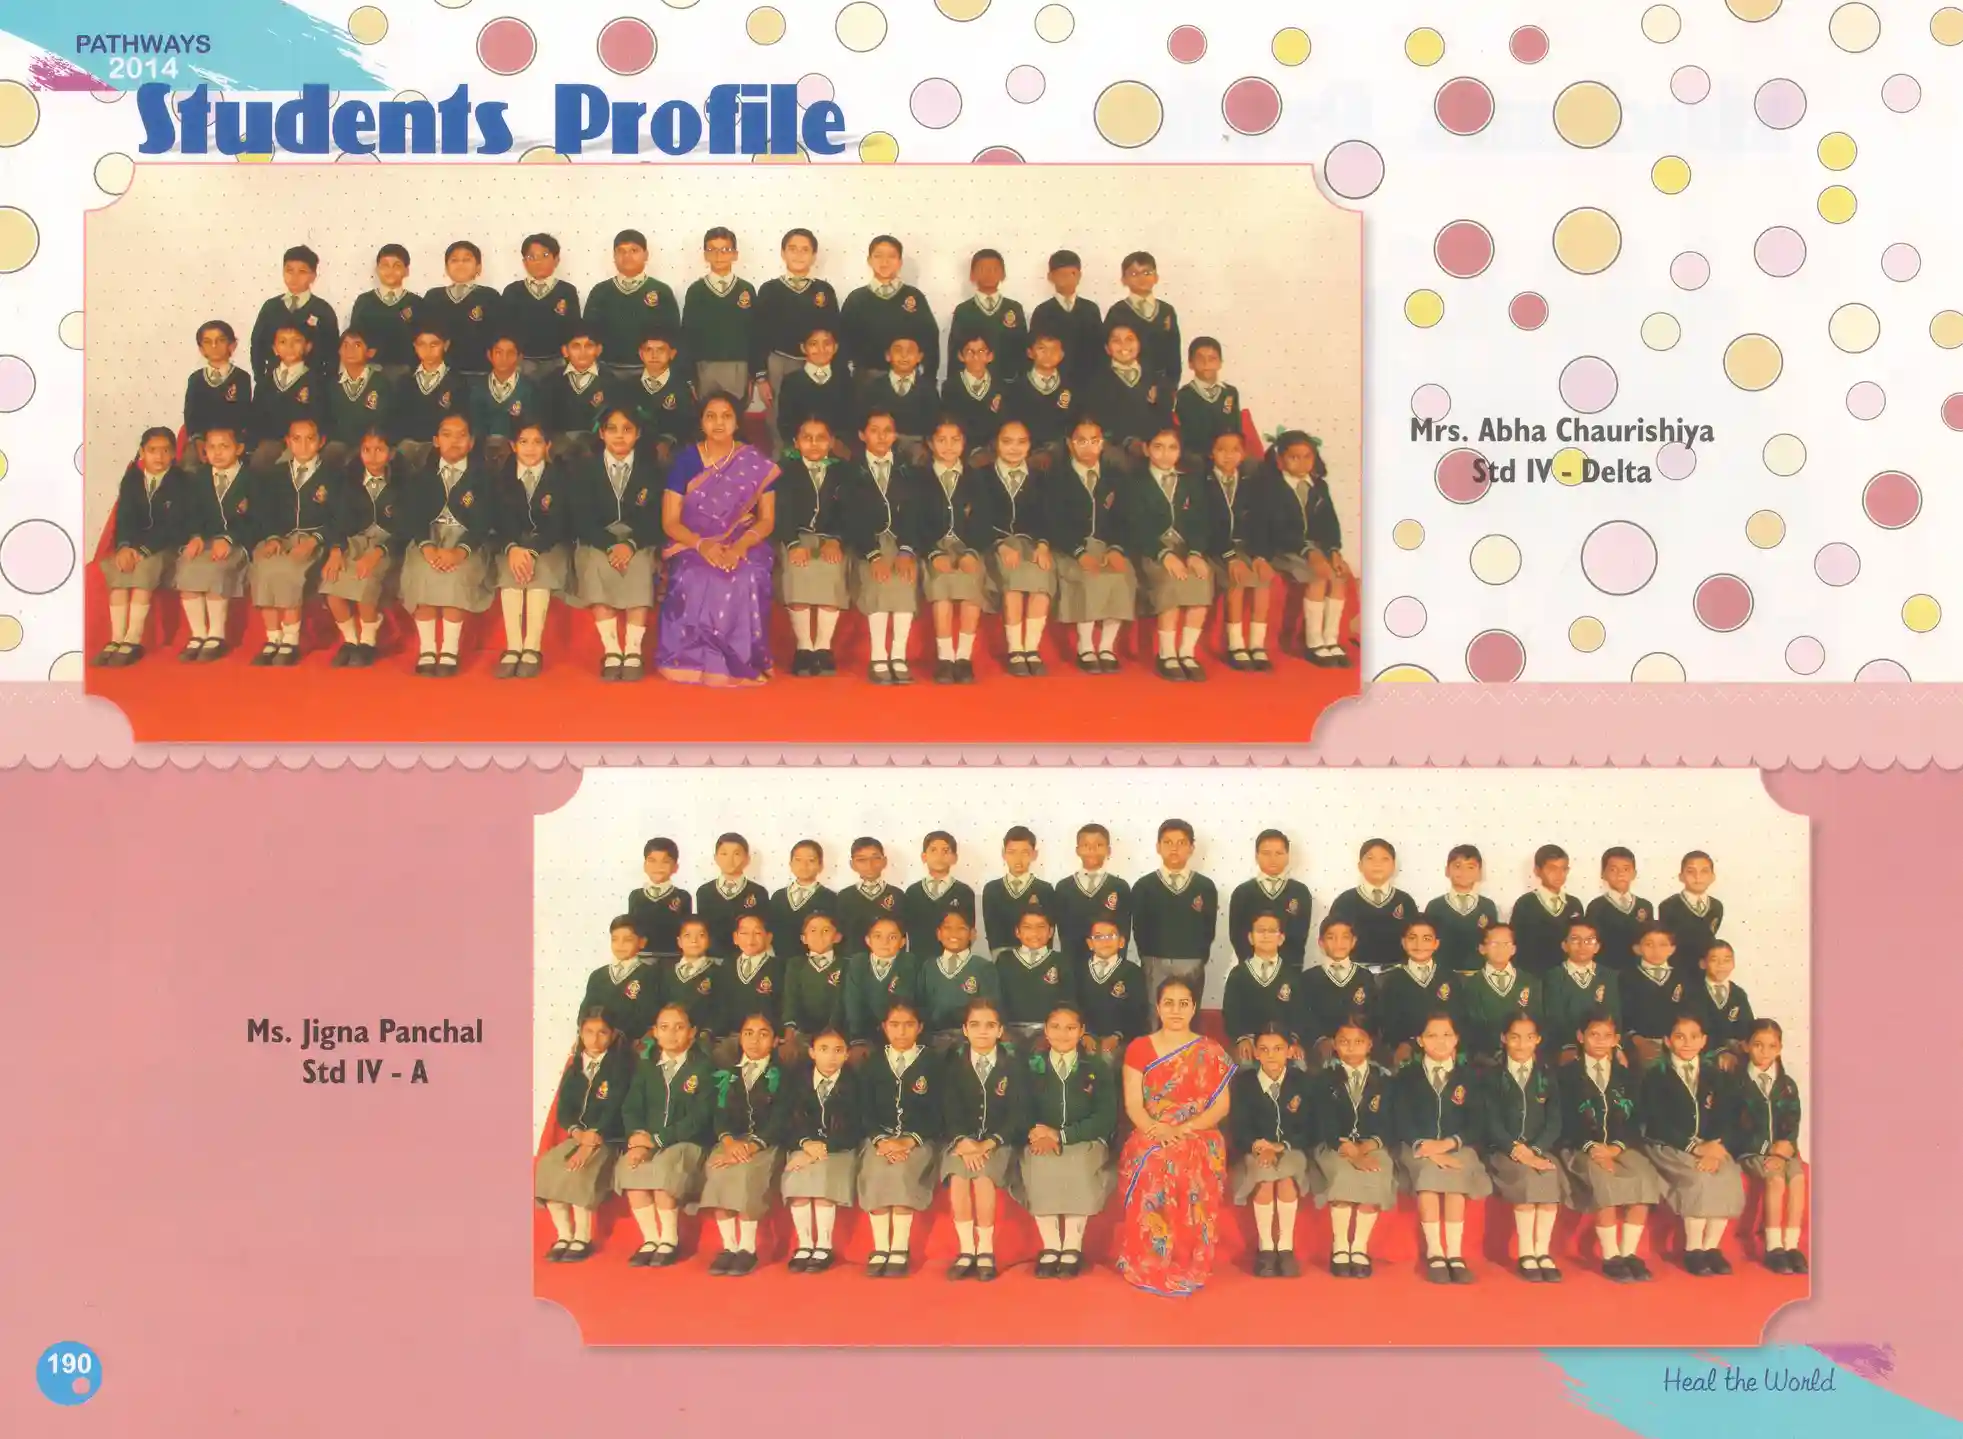 PATHWAYS
2014
Students Profile
Mrs. Abha Chaurishiya
Std IV - Delta
Ms. Jigna Panchal
Std IV - A
190
Heal the World